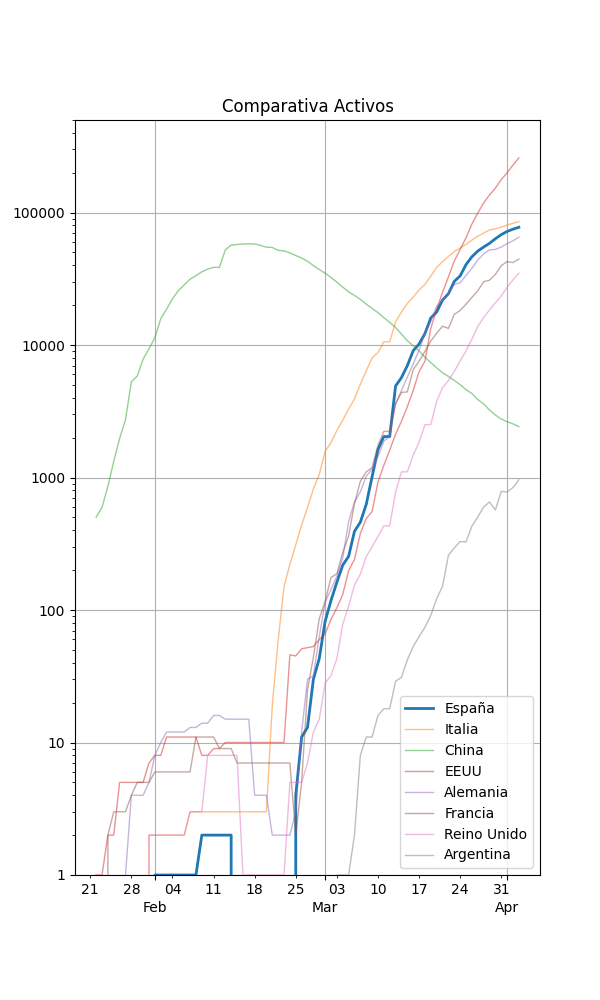 Comparativa Activos
100000
10000
1000
100
10
1
21 28 04 11 18 25 03 10 17 24 31
Feb Mar Apr
España
Italia
China
EEUU
Alemania
Francia
Reino Unido
Argentina